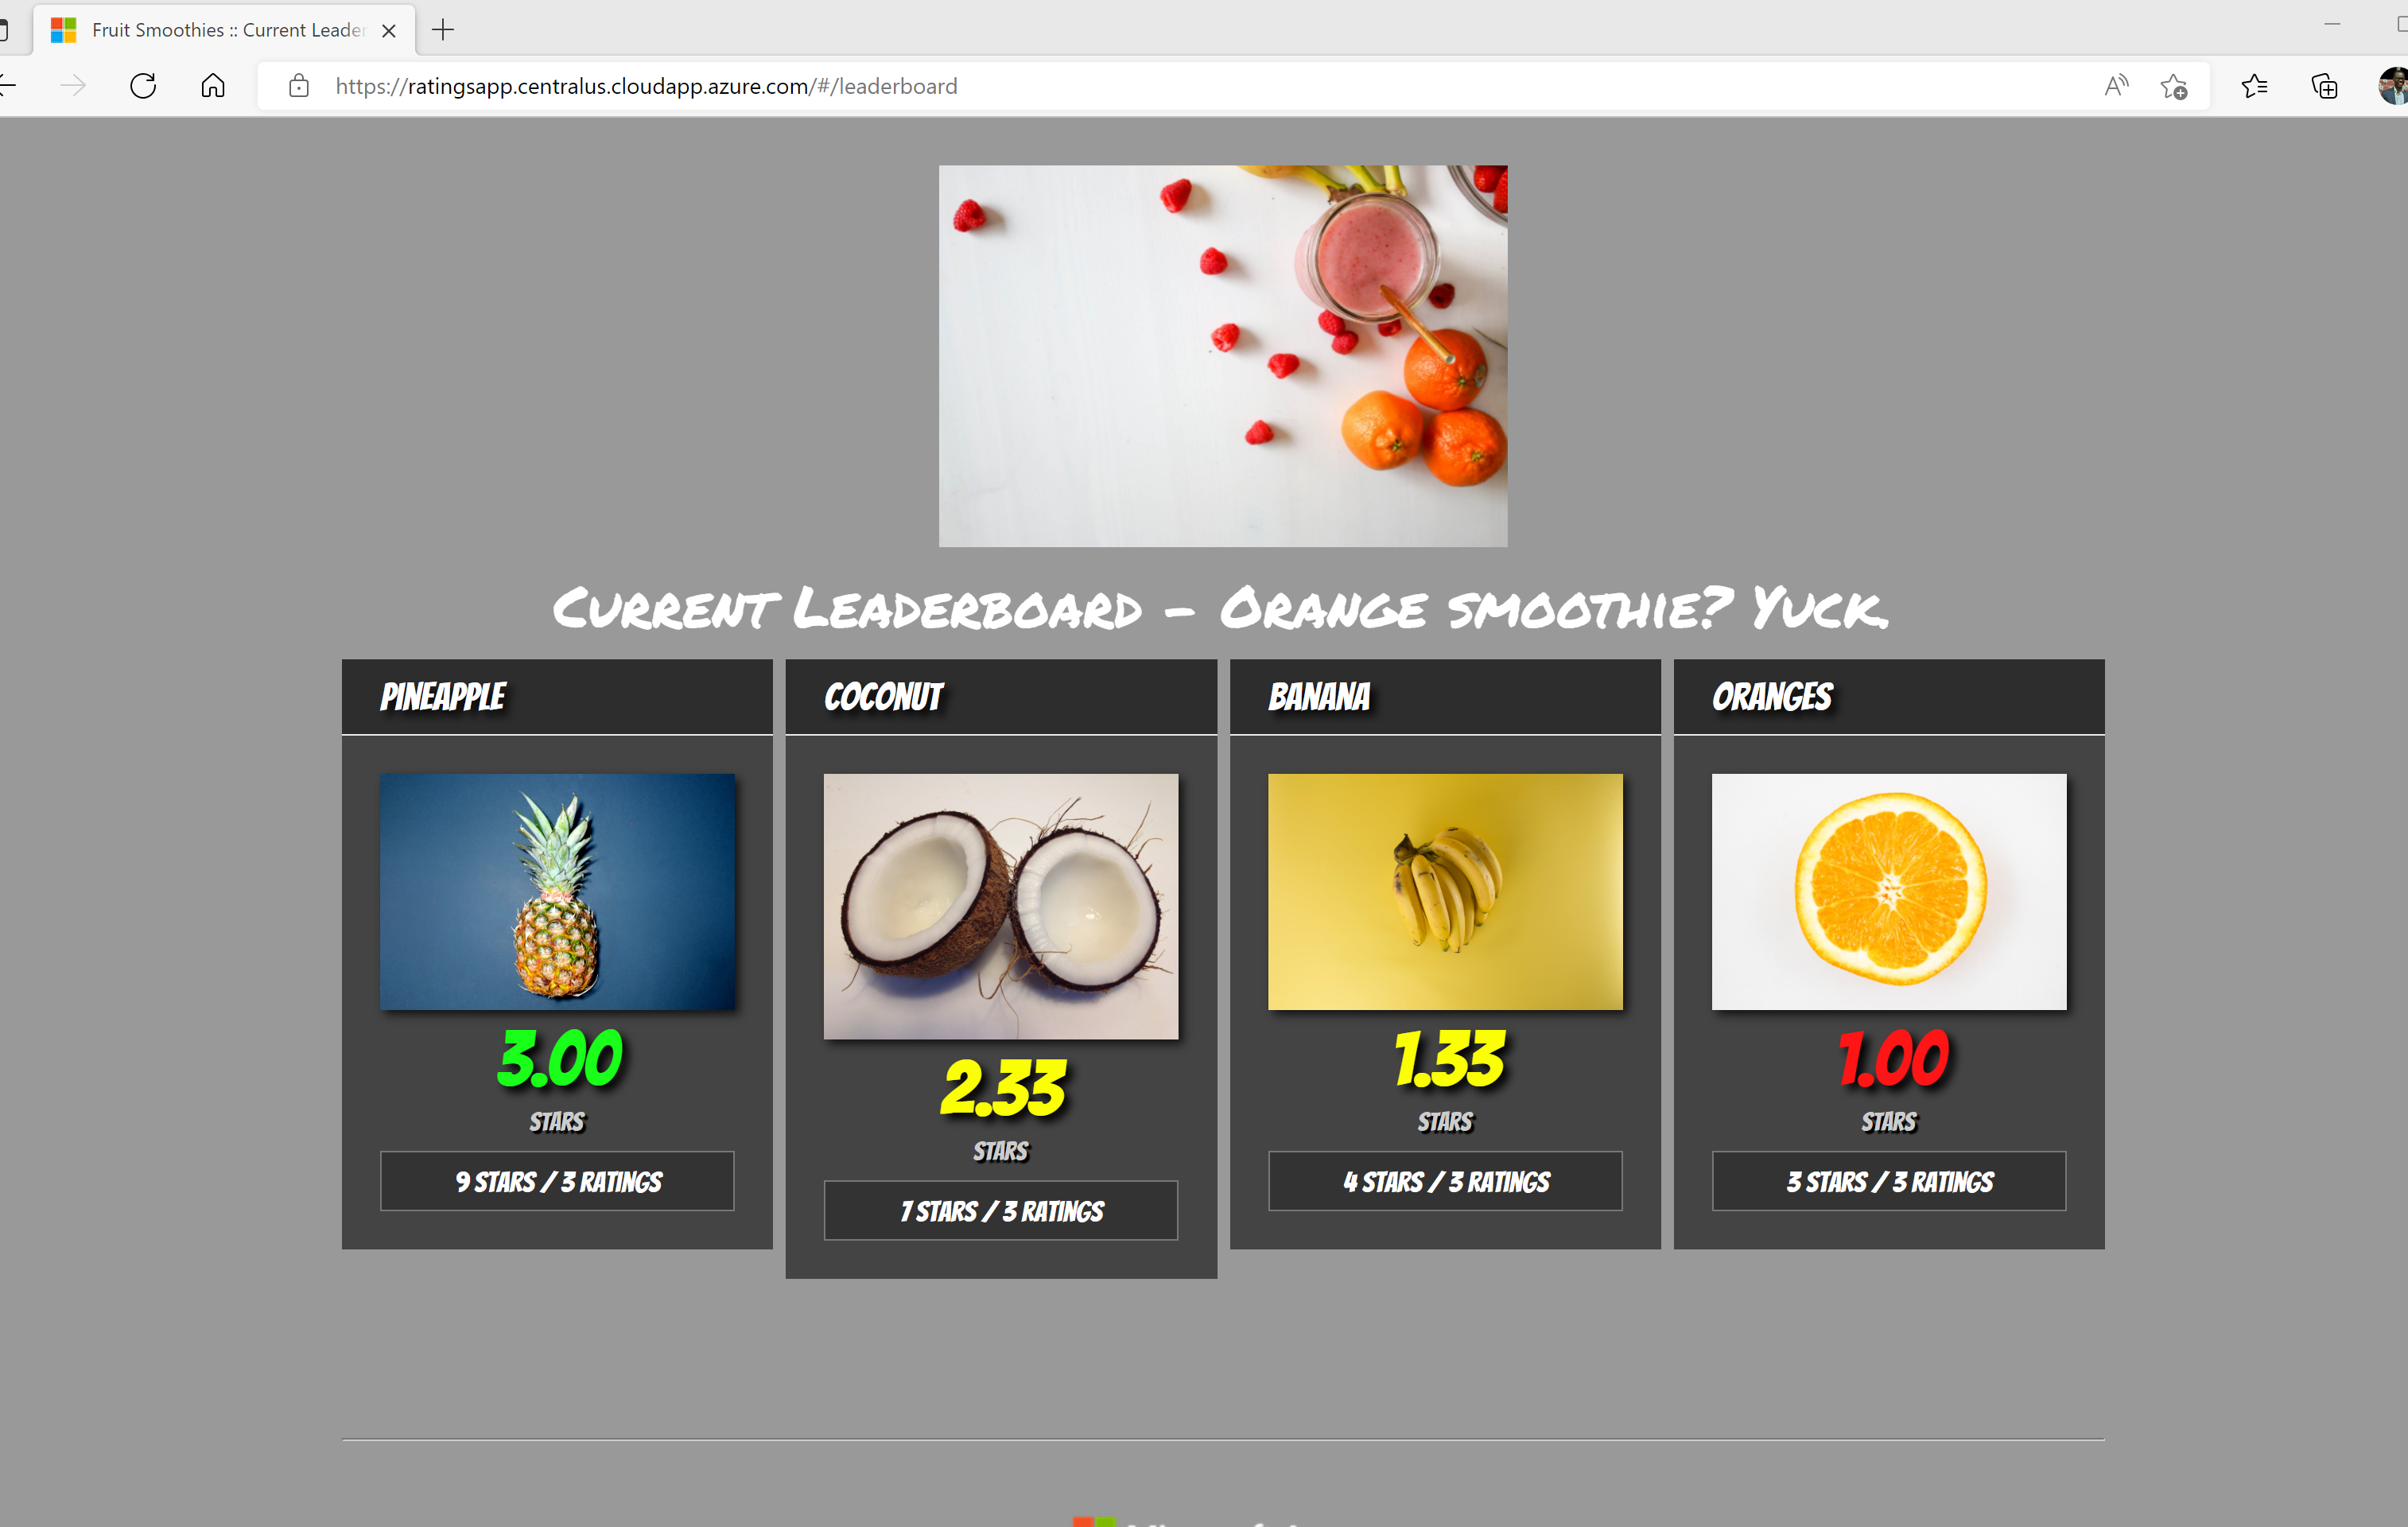 Fruit Smoothies :: Current Leader
https://ratingsapp.centralus.cloudapp.azure.com/#/leaderboard
Current Leaderboard - Orange smoothie? Yuck.
PINEAPPLE
3.00
STARS
9 STARS / 3 RATINGS
COCONUT
2.33
STARS
7 STARS / 3 RATINGS
BANANA
1.33
STARS
4 STARS / 3 RATINGS
ORANGES
1.00
STARS
3 STARS / 3 RATINGS